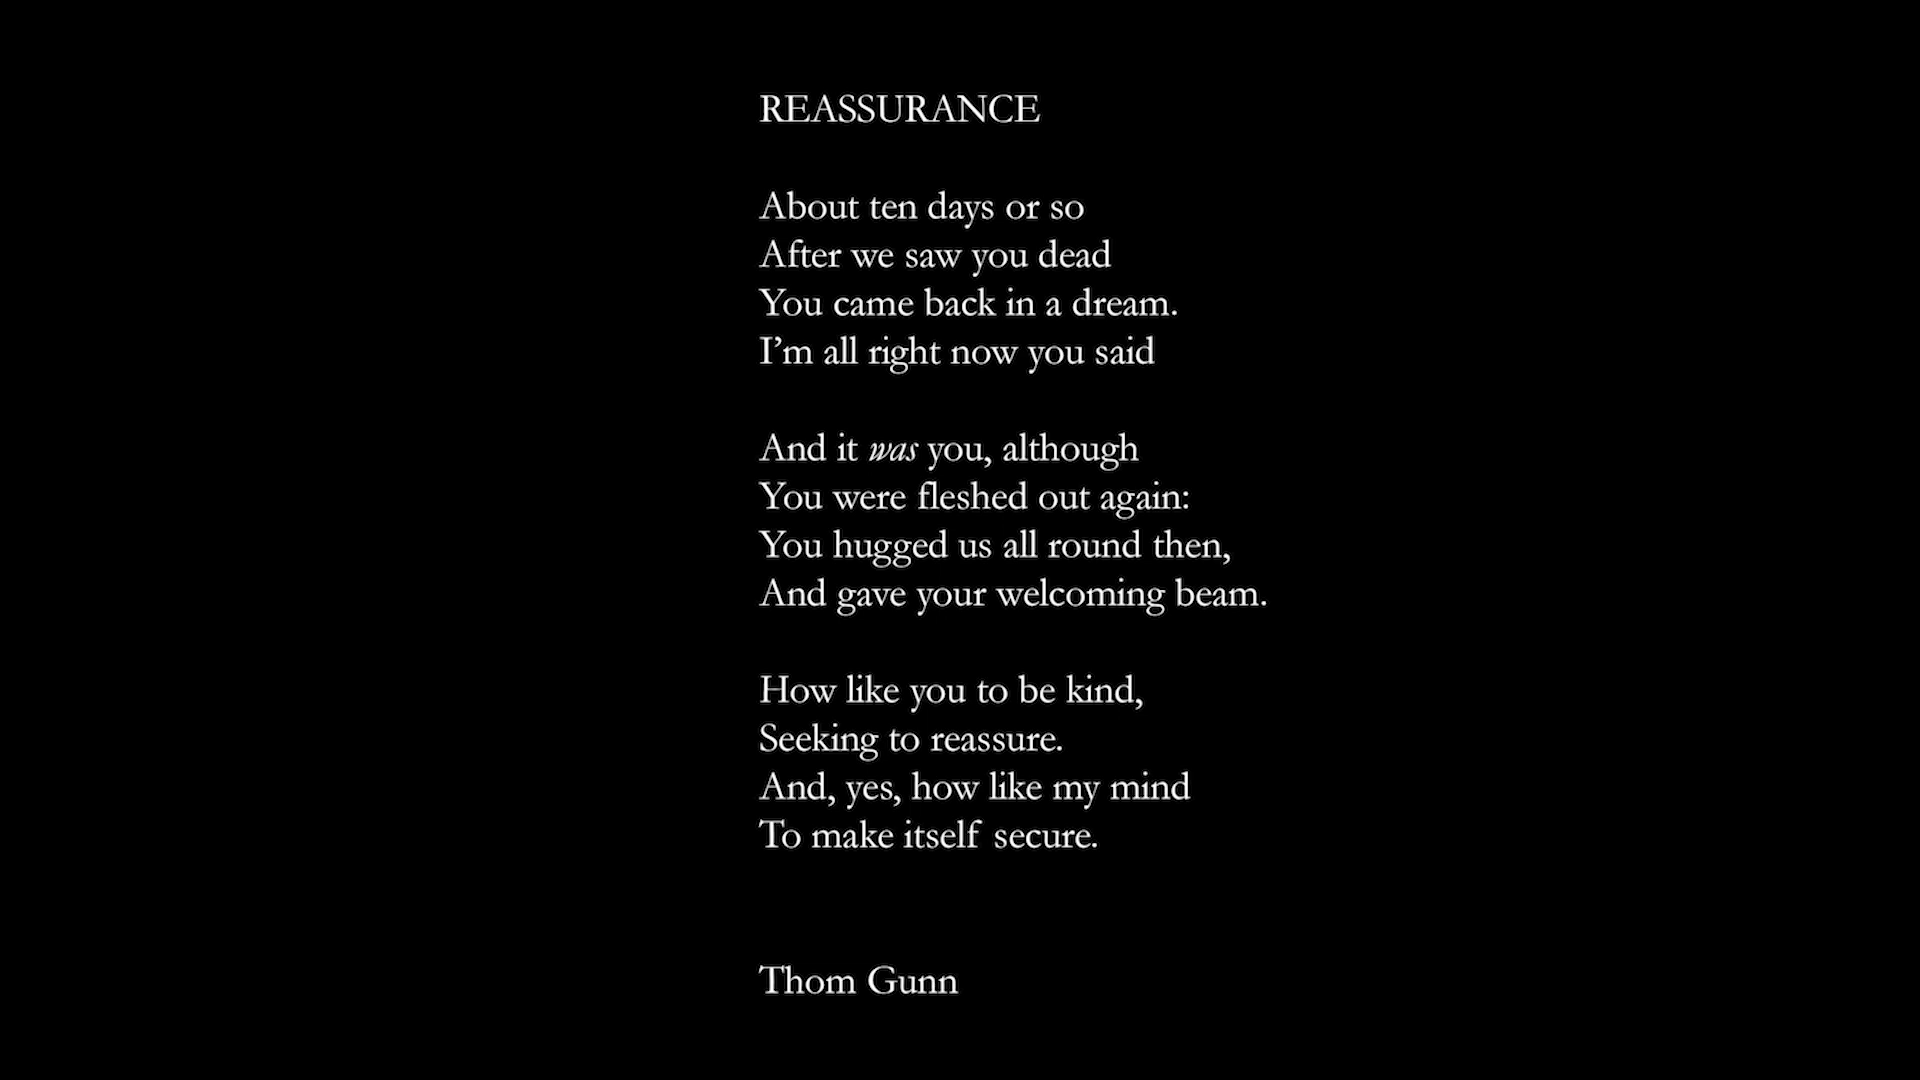 REASSURANCE
About ten days or so
After we saw you dead
You came back in a dream.
I’m all right now you said
And it was you, although
You were fleshed out again:
You hugged us all round then,
And gave your welcoming beam.
How like you to be kind,
Seeking to reassure.
And, yes, how like my mind
To make itself secure.
Thom Gunn